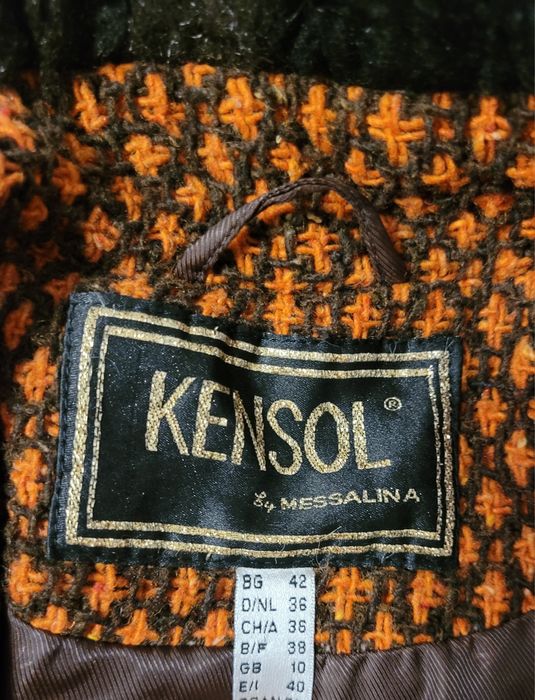 KENSOL®
By MESSALINA
BG 42
D/NL 36
CH/A 36
B/F 38
GB 10
E/I 40